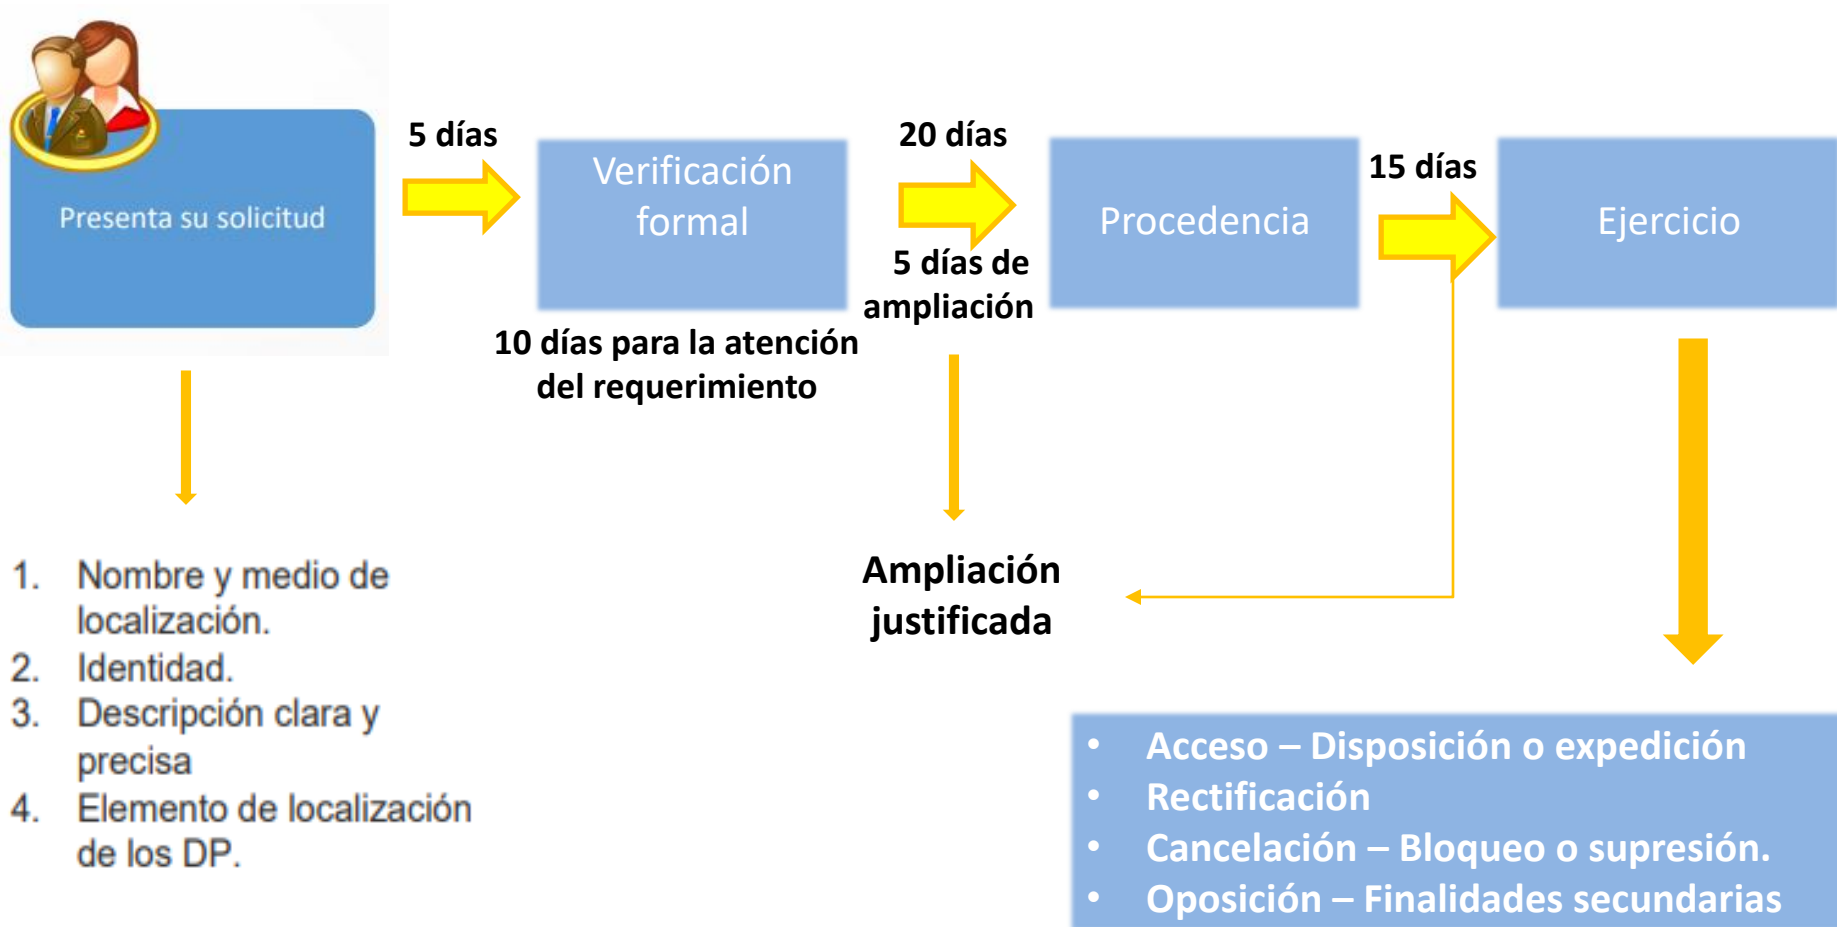 Presenta su solicitud
5 días
Verificación
formal
10 días para la atención
del requerimiento
20 días
5 días de
ampliación
Procedencia
15 días
Ejercicio
Ampliación
justificada
1. Nombre y medio de
localización.
2. Identidad.
3. Descripción clara y
precisa
4. Elemento de localización
de los DP.
• Acceso – Disposición o expedición
• Rectificación
• Cancelación – Bloqueo o supresión.
• Oposición – Finalidades secundarias